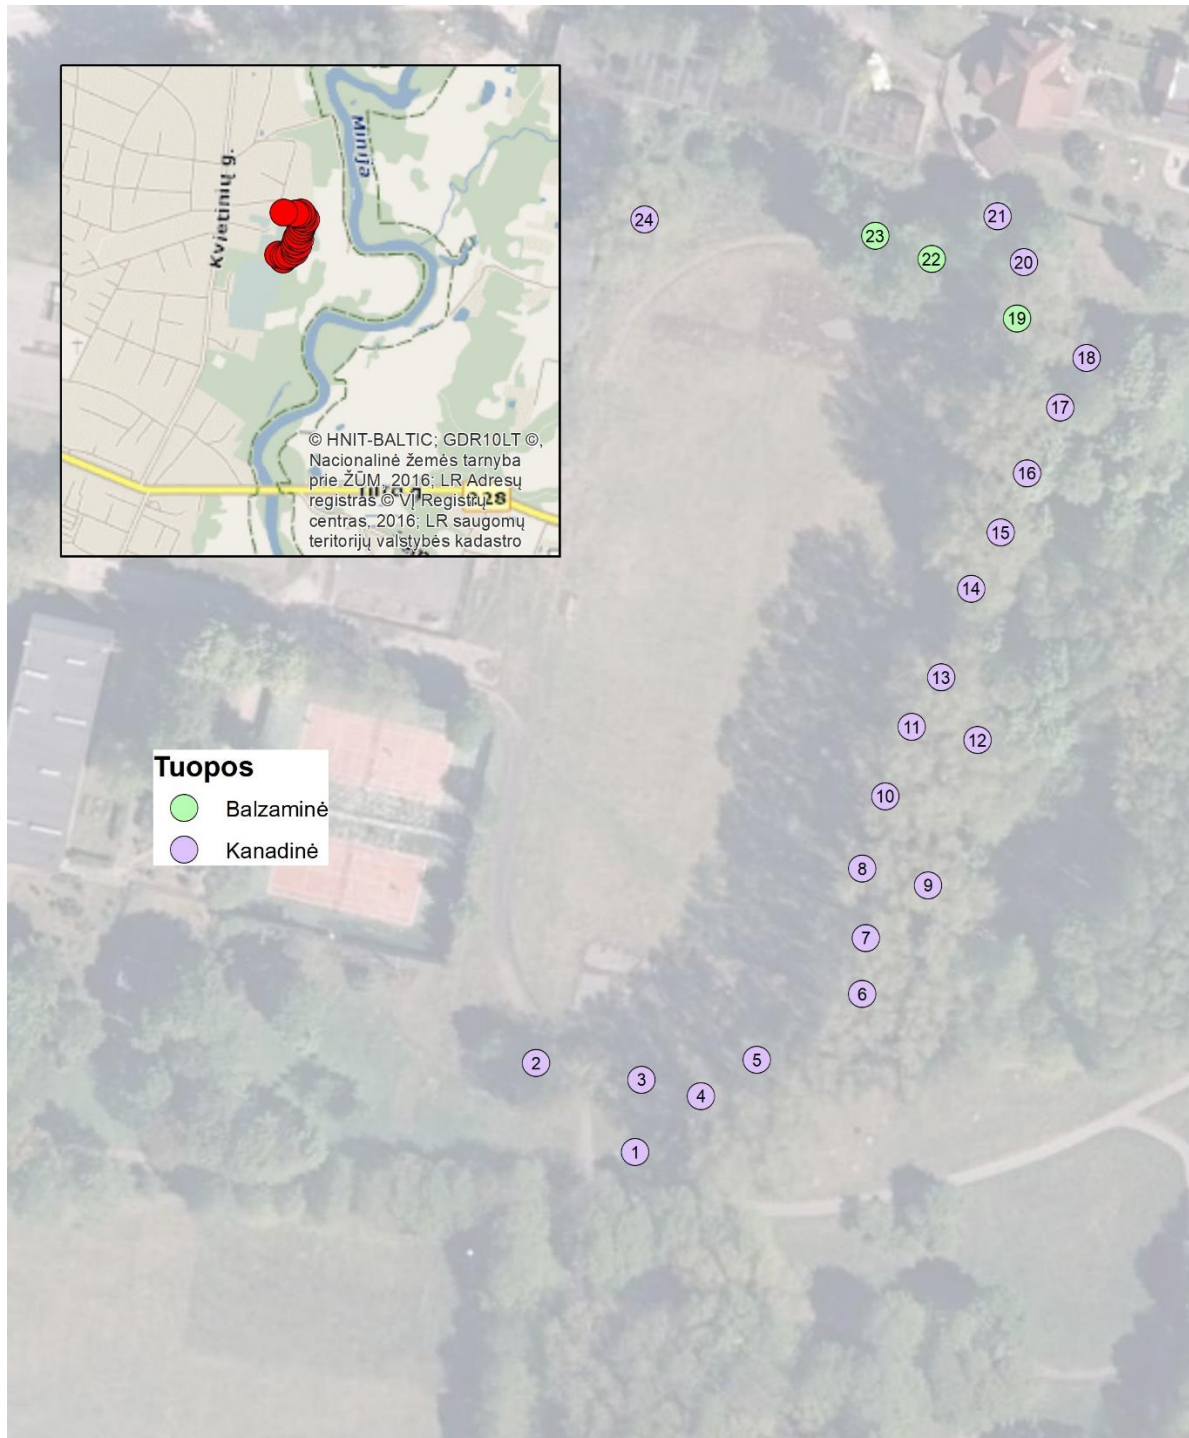 Kvietinių g.
Minija
© HNIT-BALTIC; GDR10LT ©,
Nacionalinė žemės tarnyba
prie ŽŪM, 2016; LR Adresų
registras © VĮ Registrų
centras, 2016; LR saugomų
teritorijų valstybės kadastro
24
21
23
22
20
19
18
17
16
15
14
13
11
12
Tuopos
Balzaminė
Kanadinė
10
8
9
7
6
5
2
3
4
1